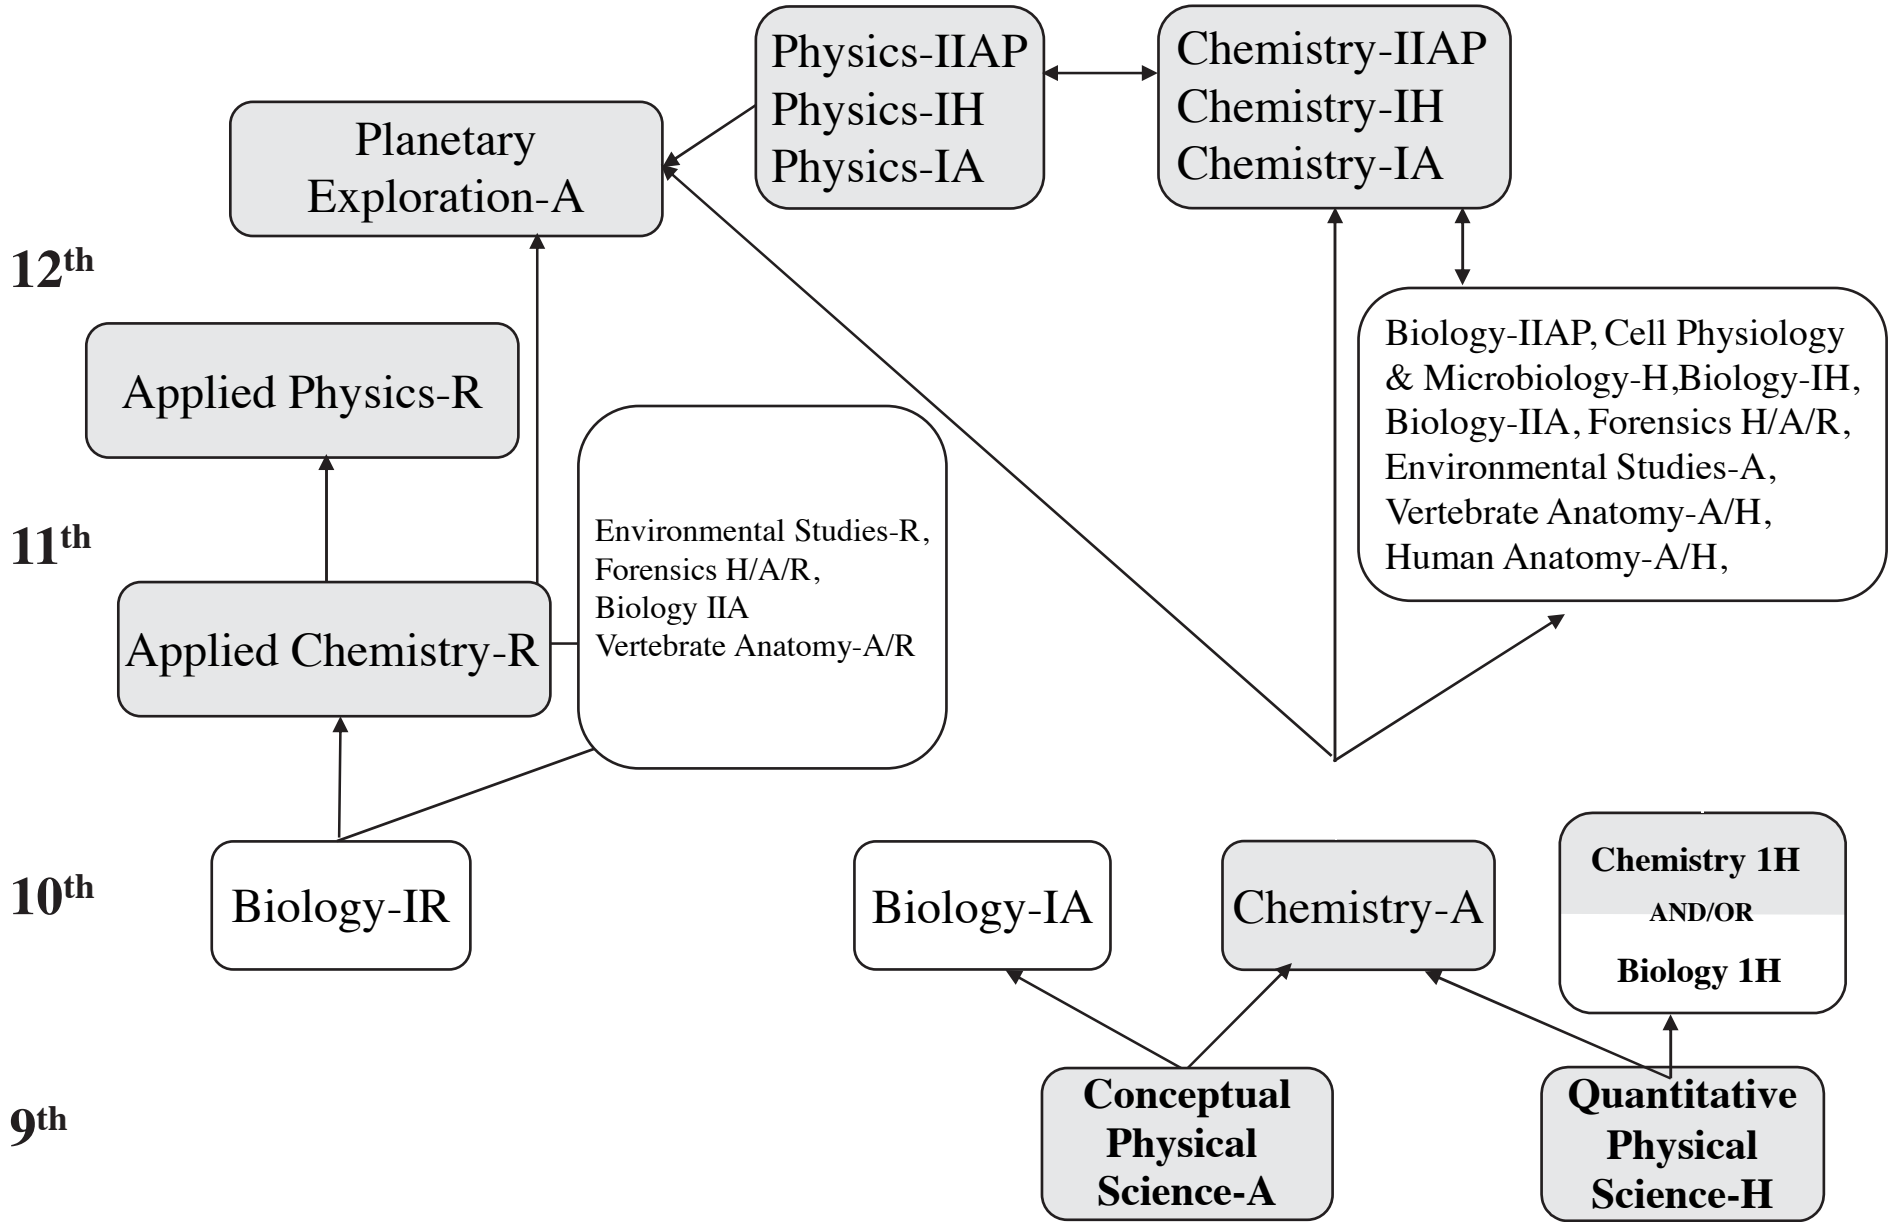 Physics-IIAP
Physics-IH
Physics-IA
Chemistry-IIAP
Chemistry-IH
Chemistry-IA
Planetary
Exploration-A
12th
Applied Physics-R
Biology-IIAP, Cell Physiology
& Microbiology-H,Biology-IH,
Biology-IIA, Forensics H/A/R,
Environmental Studies-A,
Vertebrate Anatomy-A/H,
Human Anatomy-A/H,
11th
Environmental Studies-R,
Forensics H/A/R,
Biology IIA
Vertebrate Anatomy-A/R
Applied Chemistry-R
10th
Biology-IR
Biology-IA
Chemistry-A
Chemistry 1H
AND/OR
Biology 1H
9th
Conceptual
Physical
Science-A
Quantitative
Physical
Science-H